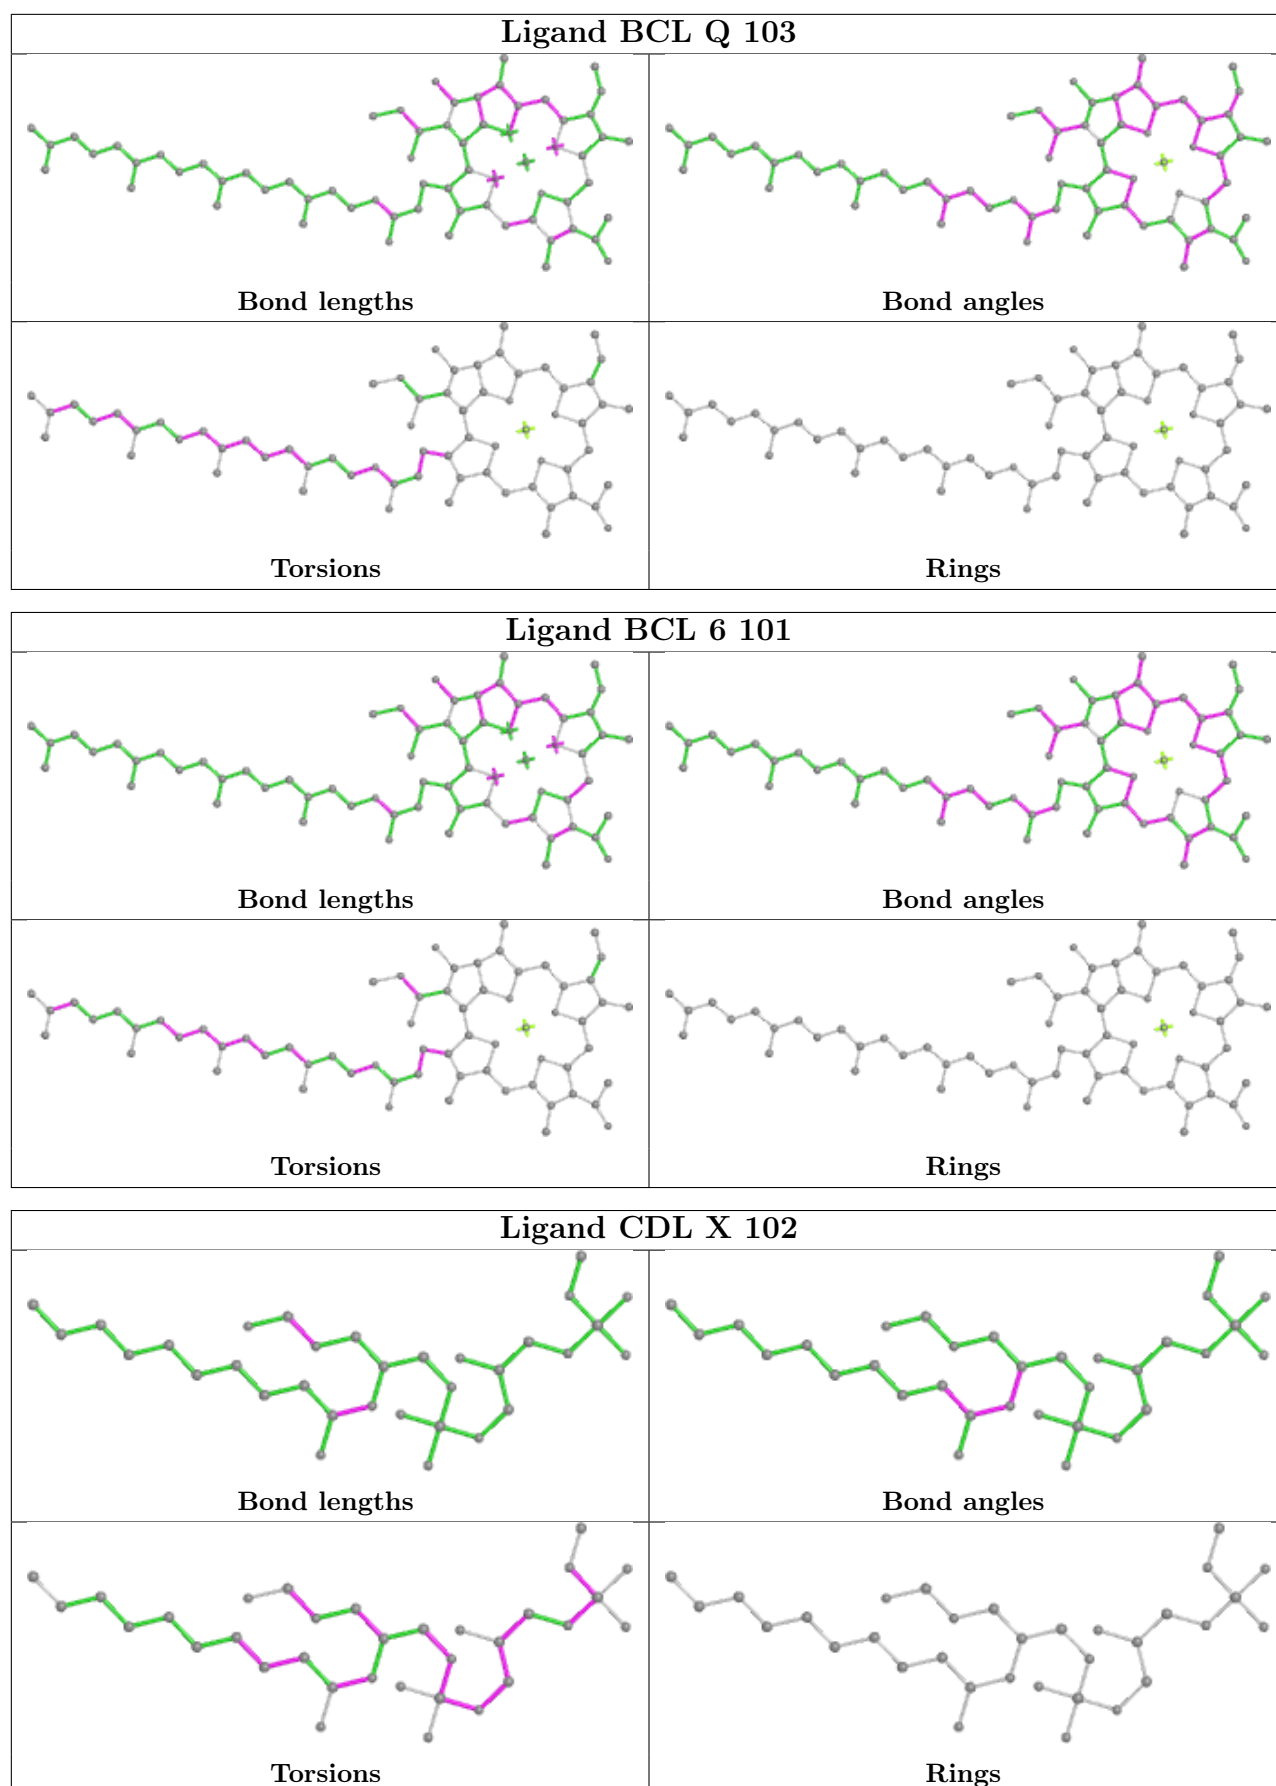 Ligand BCL Q 103
Bond lengths
Bond angles
Torsions
Rings
Ligand BCL 6 101
Bond lengths
Bond angles
Torsions
Rings
Ligand CDL X 102
Bond lengths
Bond angles
Torsions
Rings